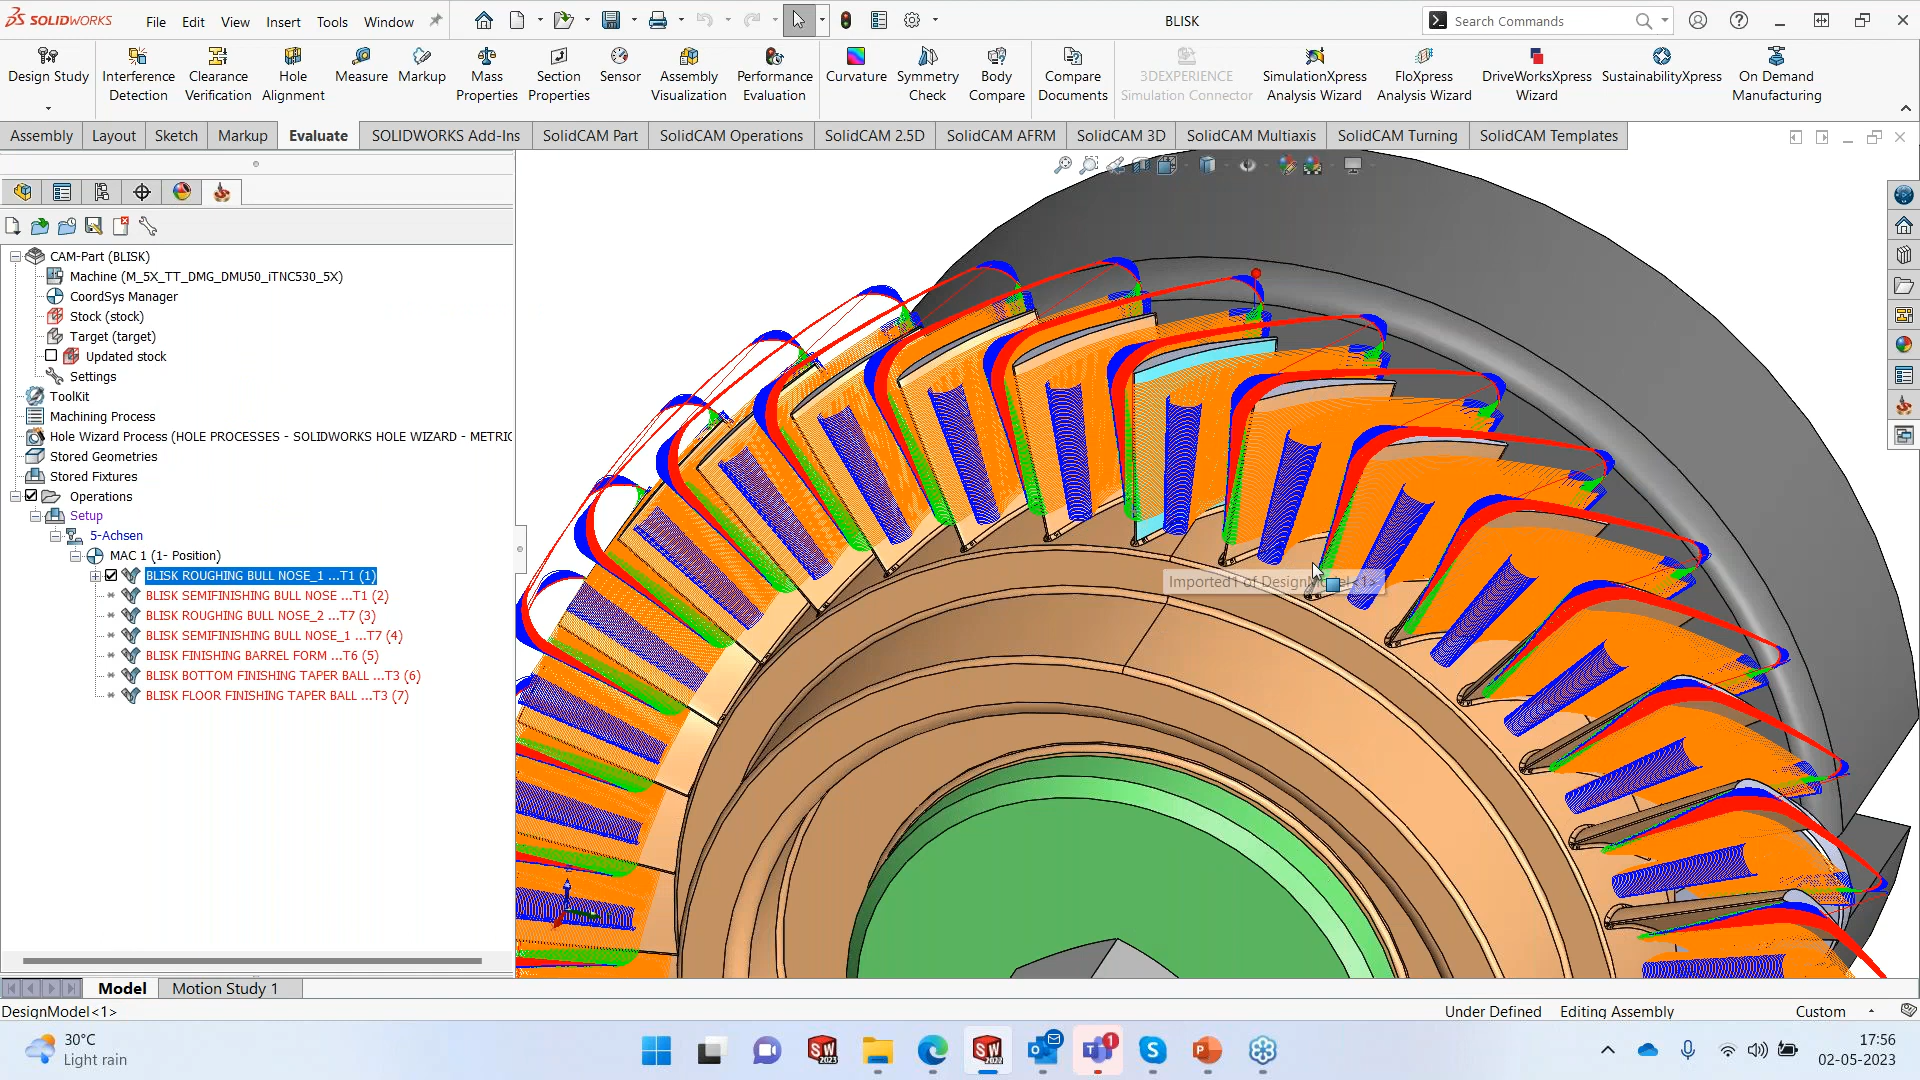 SOLIDWORKS File Edit View Insert Tools Window BLISK Search Commands
Design Study Interference Detection Clearance Verification Hole Alignment Measure Markup Mass Properties Section Properties Sensor Assembly Visualization Performance Evaluation Curvature Symmetry Check Body Compare Compare Documents 3DEXPERIENCE Simulation Connector SimulationXpress Analysis Wizard FloXpress Analysis Wizard DriveWorksXpress Wizard SustainabilityXpress On Demand Manufacturing
Assembly Layout Sketch Markup Evaluate SOLIDWORKS Add-Ins SolidCAM Part SolidCAM Operations SolidCAM 2.5D SolidCAM AFRM SolidCAM 3D SolidCAM Multiaxis SolidCAM Turning SolidCAM Templates
CAM-Part (BLISK)
Machine (M_5X_TT_DMG_DMU50_iTNC530_5X)
CoordSys Manager
Stock (stock)
Target (target)
Updated stock
Settings
ToolKit
Machining Process
Hole Wizard Process (HOLE PROCESSES - SOLIDWORKS HOLE WIZARD - METRIC
Stored Geometries
Stored Fixtures
Operations
Setup
5-Achsen
MAC 1 (1- Position)
BLISK ROUGHING BULL NOSE_1 ...T1 (1)
BLISK SEMIFINISHING BULL NOSE ...T1 (2)
BLISK ROUGHING BULL NOSE_2 ...T7 (3)
BLISK SEMIFINISHING BULL NOSE_1 ...T7 (4)
BLISK FINISHING BARREL FORM ...T6 (5)
BLISK BOTTOM FINISHING TAPER BALL ...T3 (6)
BLISK FLOOR FINISHING TAPER BALL ...T3 (7)
Imported1 of DesignModel<1>
Model Motion Study 1
DesignModel<1> Under Defined Editing Assembly Custom
30°C
Light rain
SW 2023
SW 2022
1
17:56
02-05-2023